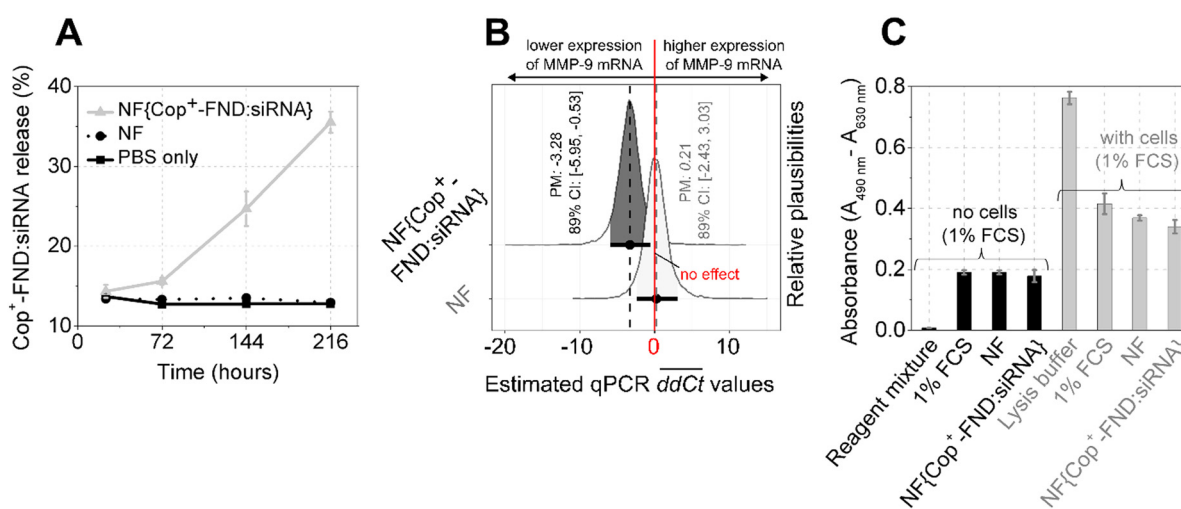 A
Cop+-FND:siRNA release (%)
40
30
20
10
NF{Cop+-FND:siRNA}
NF
PBS only
0
72
144
216
Time (hours)
B
lower expression
of MMP-9 mRNA
higher expression
of MMP-9 mRNA
NF{Cop+-
FND:siRNA}
NF
PM: -3.28
89% CI: [-5.95, -0.53]
PM: 0.21
89% CI: [-2.43, 3.03]
no effect
Relative plausibilities
-20
-10
0
10
Estimated qPCR ddCt values
C
Absorbance (A490 nm - A630 nm)
0.8
0.6
0.4
0.2
0.0
with cells
(1% FCS)
no cells
(1% FCS)
Reagent mixture
1% FCS
NF
NF{Cop+-FND:siRNA}
Lysis buffer
1% FCS
NF
NF{Cop+-FND:siRNA}